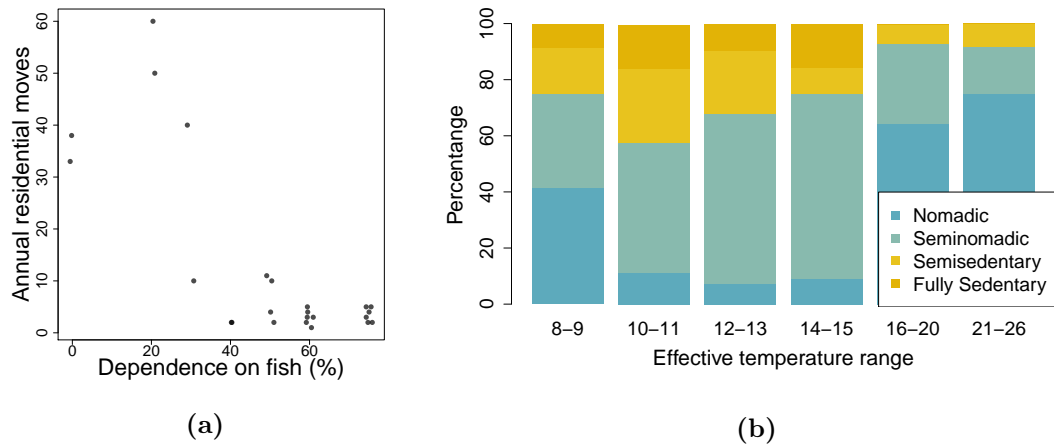 60
50
40
30
20
10
0
Annual residential moves
0 20 40 60
Dependence on fish (%)
(a)
100
80
60
40
20
0
Percentange
Nomadic
Seminomadic
Semisedentary
Fully Sedentary
8–9 10–11 12–13 14–15 16–20 21–26
Effective temperature range
(b)